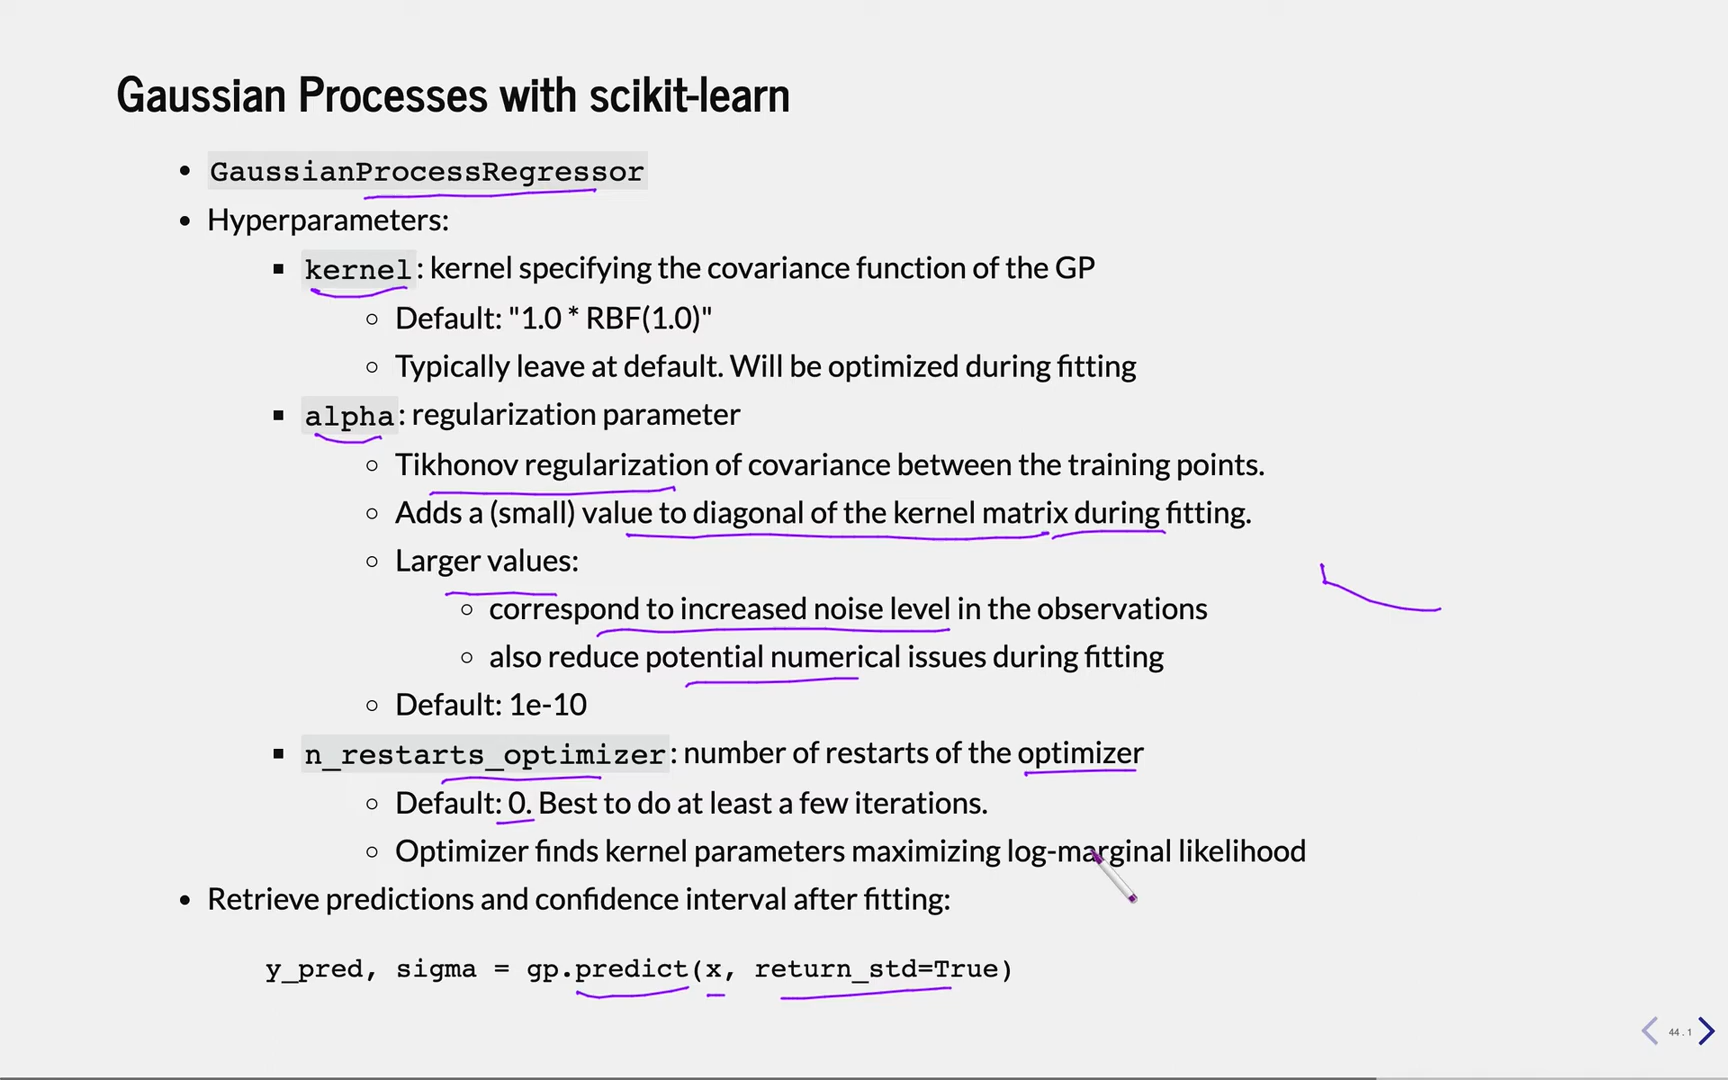 Gaussian Processes with scikit-learn
• GaussianProcessRegressor
• Hyperparameters:
▪ kernel: kernel specifying the covariance function of the GP
◦ Default: "1.0 * RBF(1.0)"
◦ Typically leave at default. Will be optimized during fitting
▪ alpha: regularization parameter
◦ Tikhonov regularization of covariance between the training points.
◦ Adds a (small) value to diagonal of the kernel matrix during fitting.
◦ Larger values:
◦ correspond to increased noise level in the observations
◦ also reduce potential numerical issues during fitting
◦ Default: 1e-10
▪ n_restarts_optimizer: number of restarts of the optimizer
◦ Default: 0. Best to do at least a few iterations.
◦ Optimizer finds kernel parameters maximizing log-marginal likelihood
• Retrieve predictions and confidence interval after fitting:
y_pred, sigma = gp.predict(x, return_std=True)
44 . 1